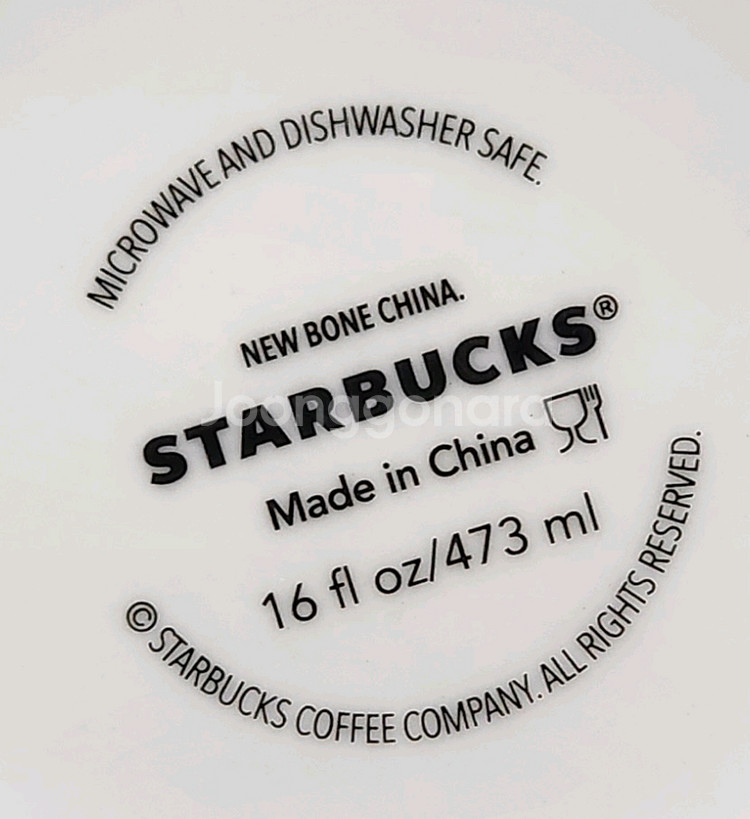 MICROWAVE AND DISHWASHER SAFE.
NEW BONE CHINA.
STARBUCKS®
Joonggonara
Made in China
16 fl oz/473 ml
© STARBUCKS COFFEE COMPANY. ALL RIGHTS RESERVED.